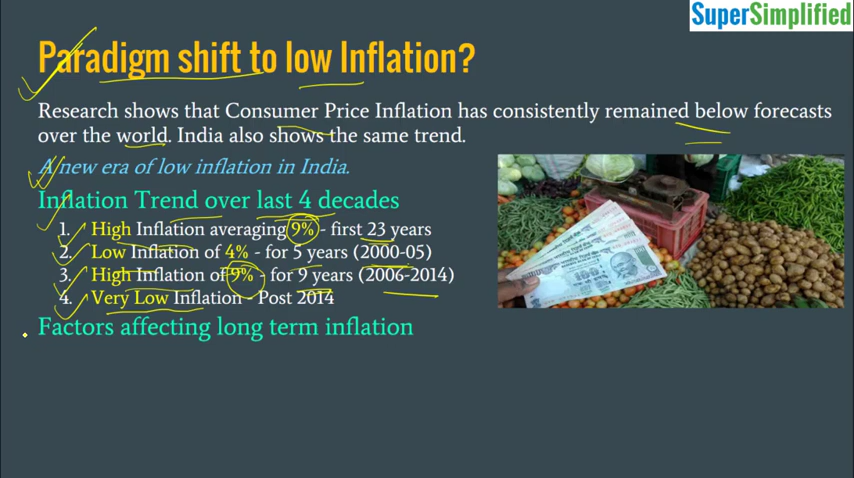 SuperSimplified
Paradigm shift to low Inflation?
Research shows that Consumer Price Inflation has consistently remained below forecasts
over the world. India also shows the same trend.
A new era of low inflation in India.
Inflation Trend over last 4 decades
1. High Inflation averaging 9% - first 23 years
2. Low Inflation of 4% - for 5 years (2000-05)
3. High Inflation of 9% - for 9 years (2006-2014)
4. Very Low Inflation - Post 2014
Factors affecting long term inflation